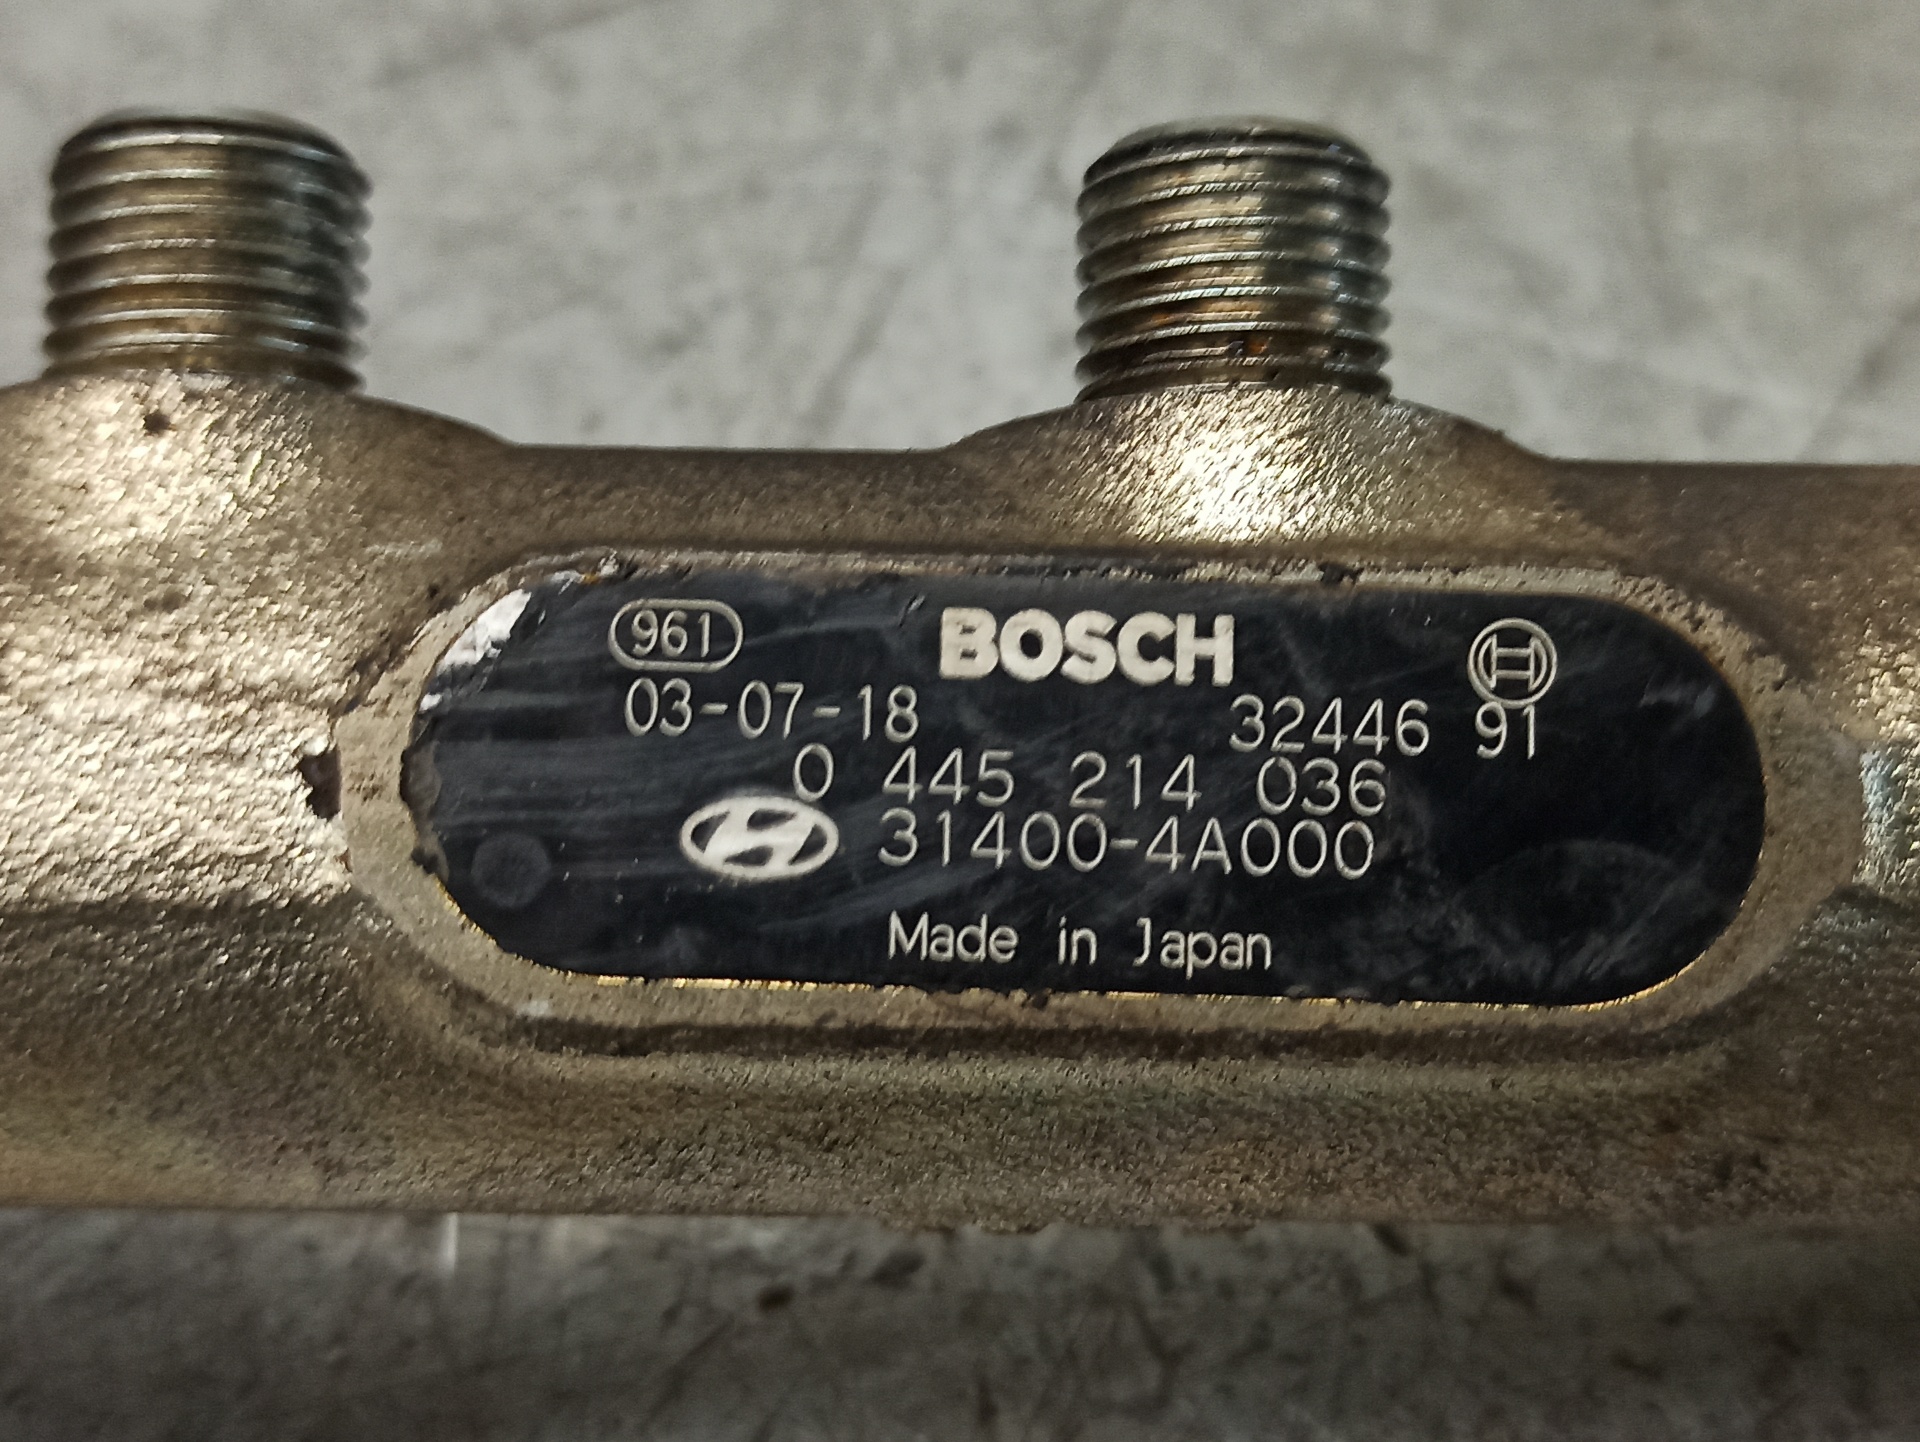 961 BOSCH
03-07-18 32446 91
0 445 214 036
31400-4A000
Made in Japan